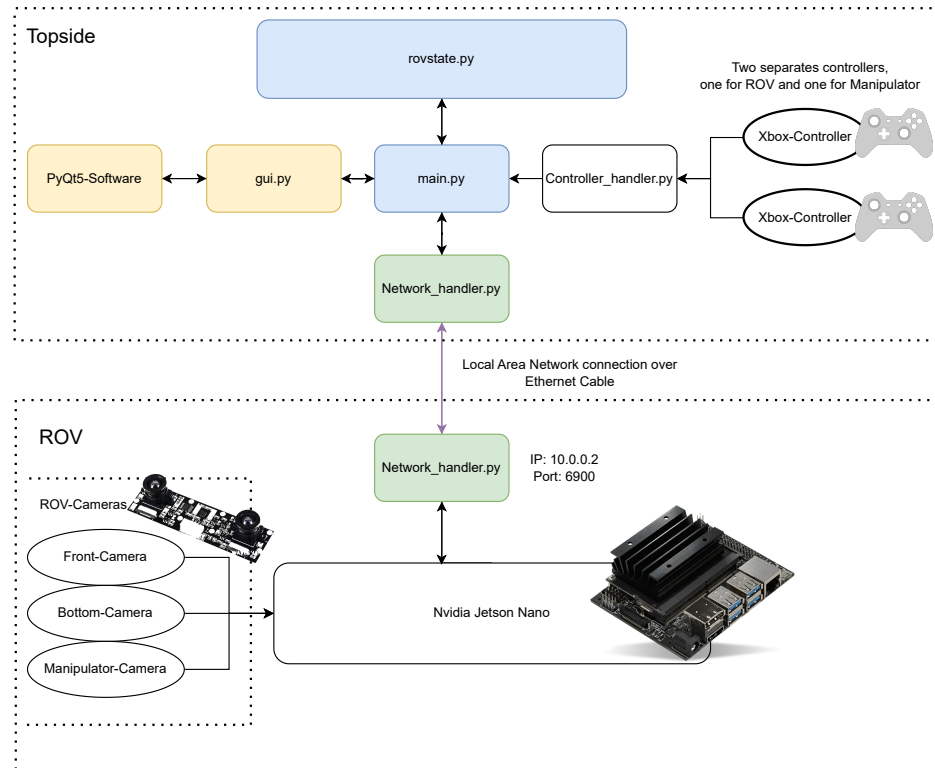 Topside
rovstate.py
Two separates controllers,
one for ROV and one for Manipulator
Xbox-Controller
PyQt5-Software
gui.py
main.py
Controller_handler.py
Xbox-Controller
Network_handler.py
Local Area Network connection over
Ethernet Cable
ROV
Network_handler.py
IP: 10.0.0.2
Port: 6900
ROV-Cameras
Front-Camera
Bottom-Camera
Manipulator-Camera
Nvidia Jetson Nano